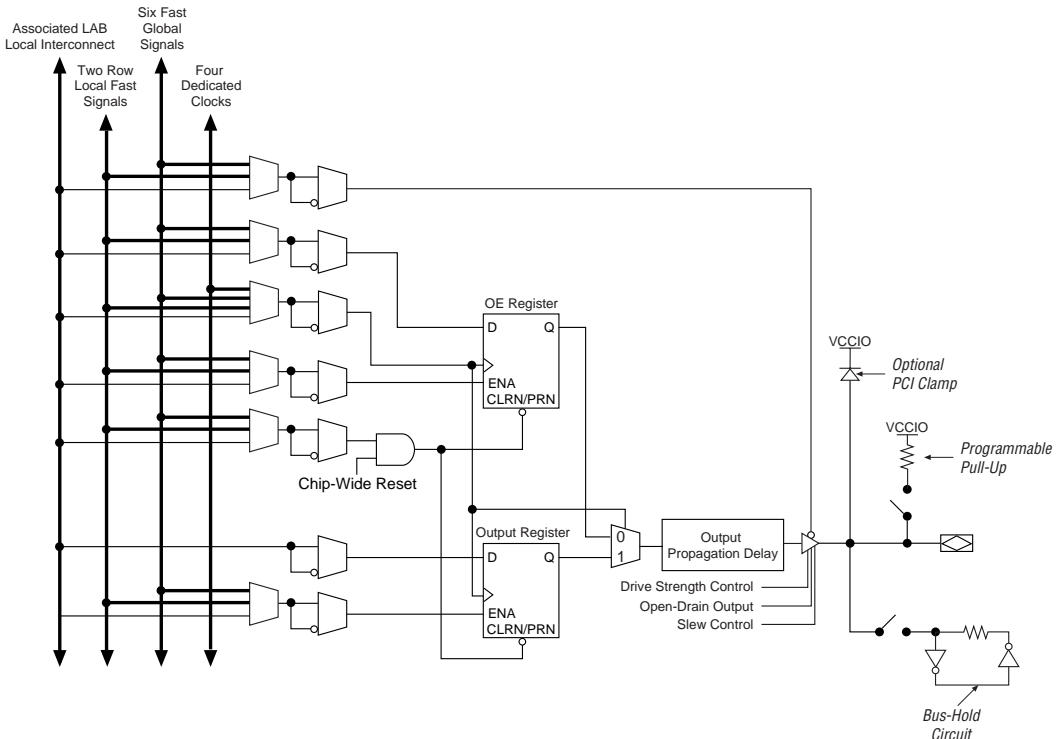 Associated LAB
Local Interconnect
Six Fast
Global
Signals
Two Row
Local Fast
Signals
Four
Dedicated
Clocks
OE Register
D
Q
ENA
CLRN/PRN
Chip-Wide Reset
Output Register
D
Q
ENA
CLRN/PRN
0
1
Output
Propagation Delay
Drive Strength Control
Open-Drain Output
Slew Control
VCCIO
Optional
PCI Clamp
VCCIO
Programmable
Pull-Up
Bus-Hold
Circuit